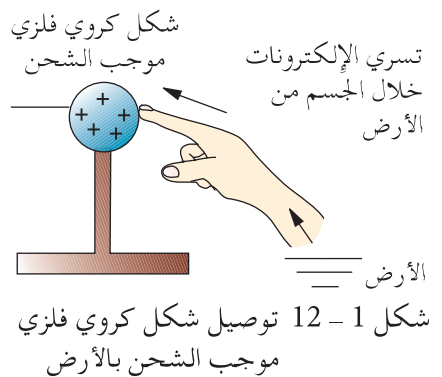 شكل كروي فلزي
موجب الشحن
تسري الإلكترونات
خلال الجسم من
الأرض
+ + + + +
الأرض
شكل 1 – 12 توصيل شكل كروي فلزي
موجب الشحن بالأرض